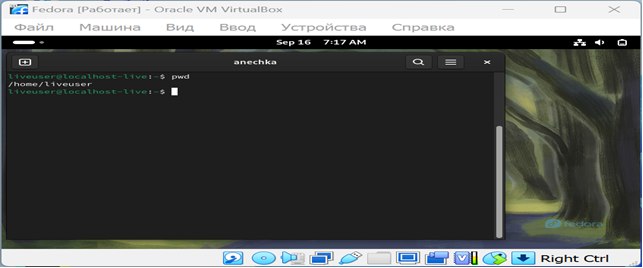 Fedora [Работает] - Oracle VM VirtualBox
Файл Машина Вид Ввод Устройства Справка
Sep 16 7:17 AM
anechka
liveuser@localhost-live:~$ pwd
/home/liveuser
liveuser@localhost-live:~$
fedora
Right Ctrl